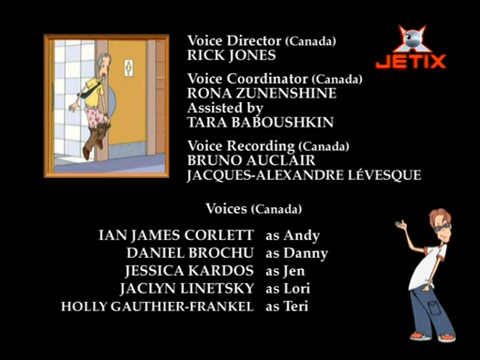 Voice Director (Canada)
RICK JONES
JETIX
Voice Coordinator (Canada)
RONA ZUNENSHINE
Assisted by
TARA BABOUSHKIN
Voice Recording (Canada)
BRUNO AUCLAIR
JACQUES-ALEXANDRE LÉVESQUE
Voices (Canada)
IAN JAMES CORLETT as Andy
DANIEL BROCHU as Danny
JESSICA KARDOS as Jen
JACLYN LINETSKY as Lori
HOLLY GAUTHIER-FRANKEL as Teri